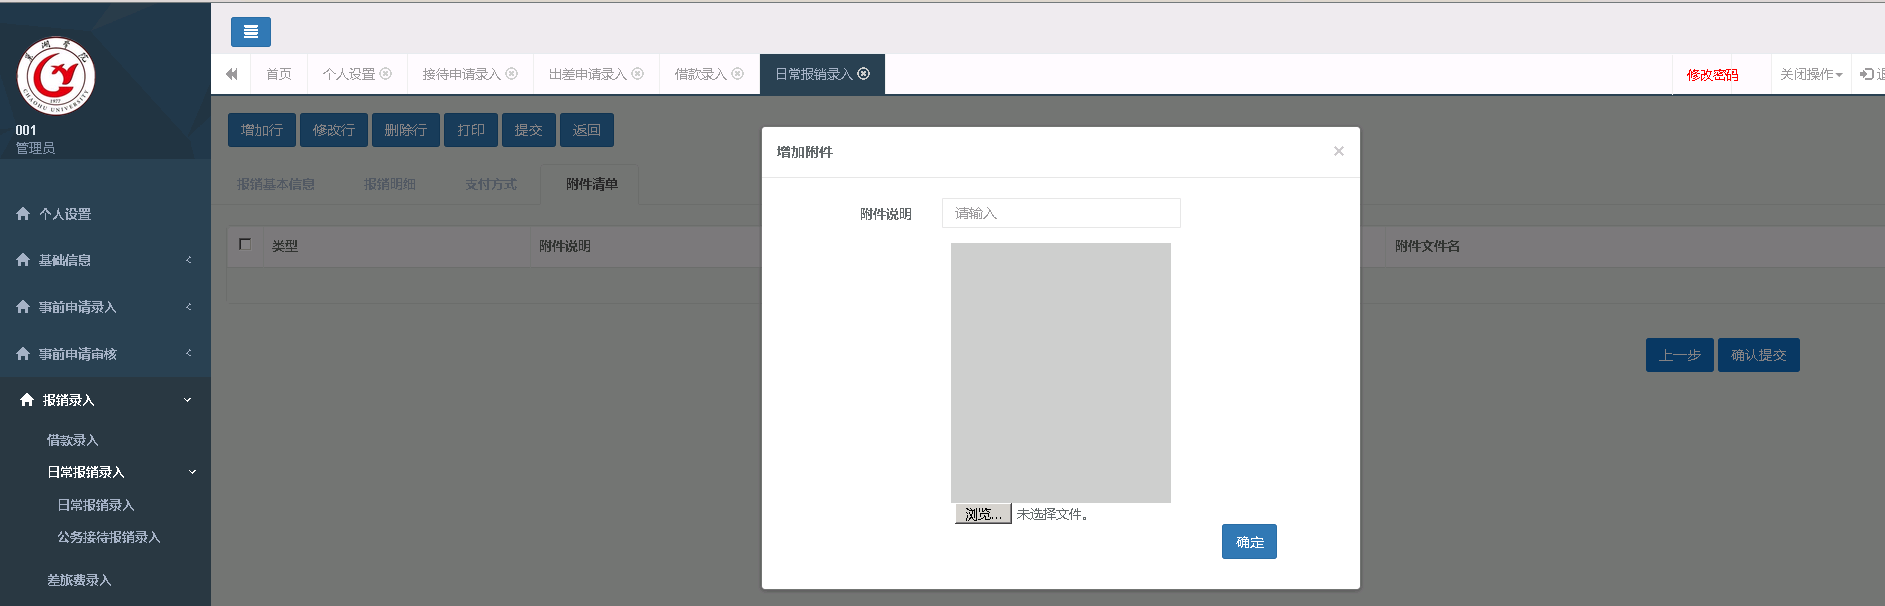 巢湖学院
CHAOHU UNIVERSITY
1977
001
管理员
个人设置
基础信息
事前申请录入
事前申请审核
报销录入
借款录入
日常报销录入
日常报销录入
公务接待报销录入
差旅费录入
首页 个人设置 接待申请录入 出差申请录入 借款录入 日常报销录入 修改密码 关闭操作 退
增加行 修改行 删除行 打印 提交 返回
报销基本信息 报销明细 支付方式 附件清单
类型 附件说明 附件文件名
上一步 确认提交
增加附件 ×
附件说明 请输入
浏览... 未选择文件。
确定